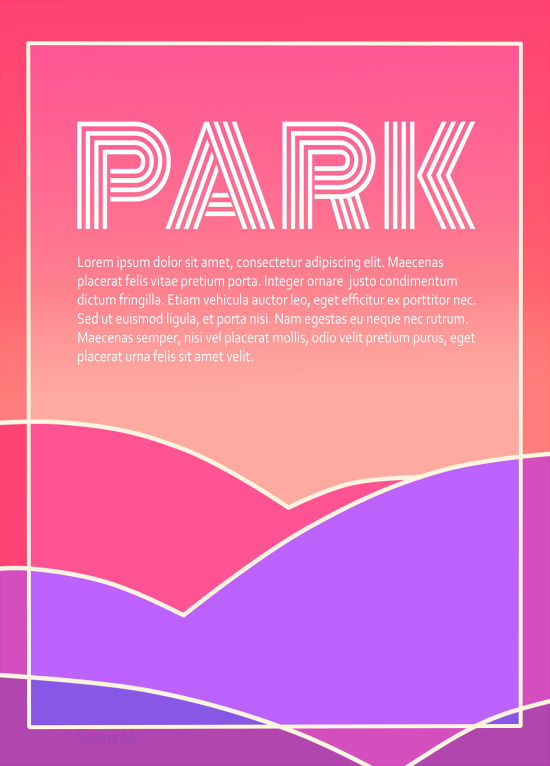 PARK
Lorem ipsum dolor sit amet, consectetur adipiscing elit. Maecenas
placerat felis vitae pretium porta. Integer ornare  justo condimentum
dictum fringilla. Etiam vehicula auctor leo, eget efficitur ex porttitor nec.
Sed ut euismod ligula, et porta nisi. Nam egestas eu neque nec rutrum.
Maecenas semper, nisi vel placerat mollis, odio velit pretium purus, eget
placerat urna felis sit amet velit.
Sneha M